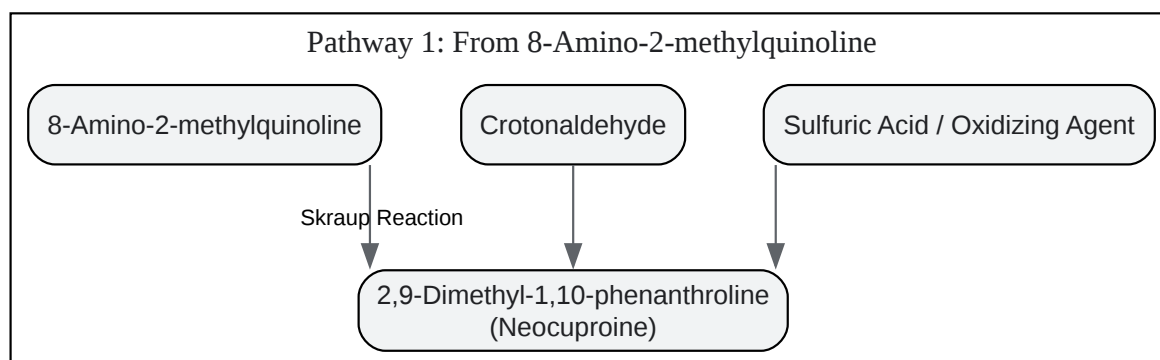 Pathway 1: From 8-Amino-2-methylquinoline
8-Amino-2-methylquinoline
Crotonaldehyde
Sulfuric Acid / Oxidizing Agent
Skraup Reaction
2,9-Dimethyl-1,10-phenanthroline
(Neocuproine)